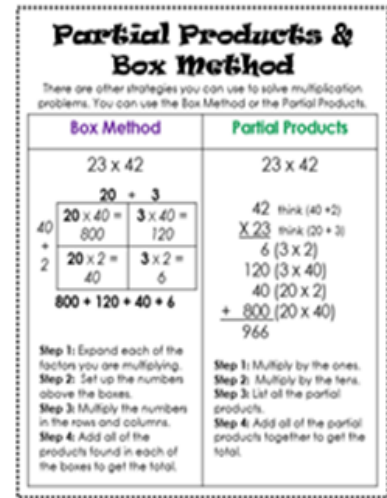 Partial Products &
Box Method
There are other strategies you can use to solve multiplication
problems. You can use the Box Method or the Partial Products.
Box Method
23 x 42
20 + 3
40
+
2
20 x 40 =
800
3 x 40 =
120
20 x 2 =
40
3 x 2 =
6
800 + 120 + 40 + 6
Step 1: Expand each of the
factors you are multiplying.
Step 2: Set up the numbers
above the boxes.
Step 3: Multiply the numbers
in the rows and columns.
Step 4: Add all of the
products found in each of
the boxes to get the total.
Partial Products
23 x 42
42 think (40 +2)
X 23 think (20 + 3)
6 (3 x 2)
120 (3 x 40)
40 (20 x 2)
+ 800 (20 x 40)
966
Step 1: Multiply by the ones.
Step 2: Multiply by the tens.
Step 3: List all the partial
products.
Step 4: Add all of the partial
products together to get the
total.